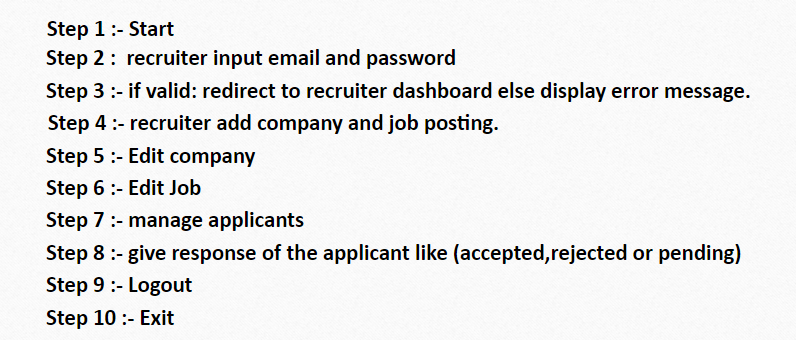 Step 1 :- Start
Step 2 :  recruiter input email and password
Step 3 :- if valid: redirect to recruiter dashboard else display error message.
Step 4 :- recruiter add company and job posting.
Step 5 :- Edit company
Step 6 :- Edit Job
Step 7 :- manage applicants
Step 8 :- give response of the applicant like (accepted,rejected or pending)
Step 9 :- Logout
Step 10 :- Exit